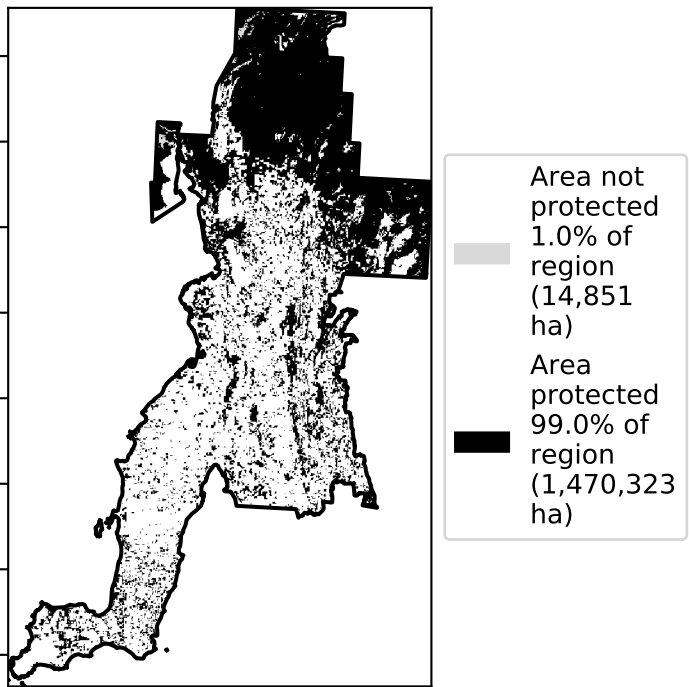 Area not
protected
1.0% of
region
(14,851
ha)
Area
protected
99.0% of
region
(1,470,323
ha)